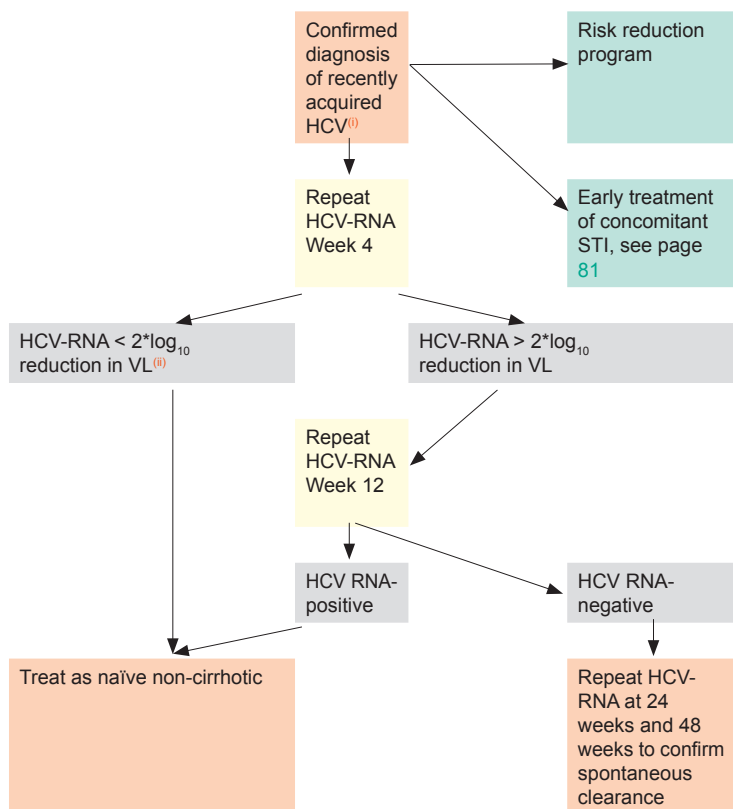 Confirmed
diagnosis
of recently
acquired
HCV(i)
Risk reduction
program
Repeat
HCV-RNA
Week 4
Early treatment
of concomitant
STI, see page
81
HCV-RNA < 2*log10
reduction in VL(ii)
HCV-RNA > 2*log10
reduction in VL
Repeat
HCV-RNA
Week 12
HCV RNA-
positive
HCV RNA-
negative
Treat as naïve non-cirrhotic
Repeat HCV-
RNA at 24
weeks and 48
weeks to confirm
spontaneous
clearance